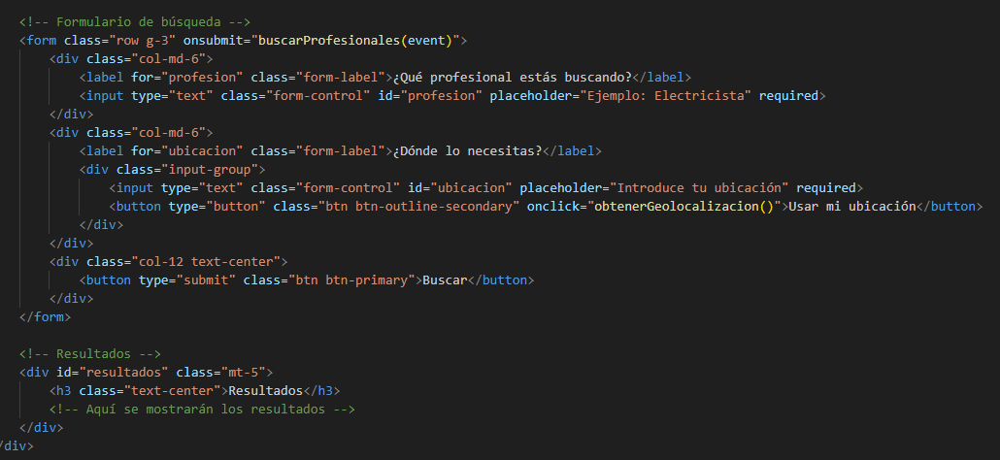 <!-- Formulario de búsqueda -->
<form class="row g-3" onsubmit="buscarProfesionales(event)">
<div class="col-md-6">
<label for="profesion" class="form-label">¿Qué profesional estás buscando?</label>
<input type="text" class="form-control" id="profesion" placeholder="Ejemplo: Electricista" required>
</div>
<div class="col-md-6">
<label for="ubicacion" class="form-label">¿Dónde lo necesitas?</label>
<div class="input-group">
<input type="text" class="form-control" id="ubicacion" placeholder="Introduce tu ubicación" required>
<button type="button" class="btn btn-outline-secondary" onclick="obtenerGeolocalizacion()">Usar mi ubicación</button>
</div>
</div>
<div class="col-12 text-center">
<button type="submit" class="btn btn-primary">Buscar</button>
</div>
</form>
<!-- Resultados -->
<div id="resultados" class="mt-5">
<h3 class="text-center">Resultados</h3>
<!-- Aquí se mostrarán los resultados -->
</div>
/div>